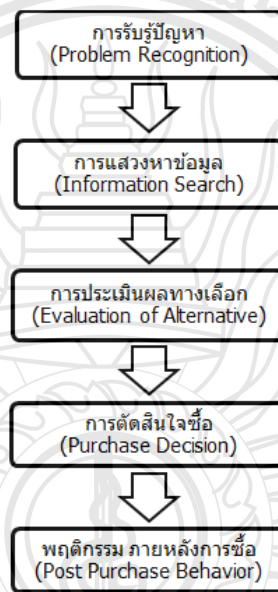 การรับรู้ปัญหา
(Problem Recognition)
การแสวงหาข้อมูล
(Information Search)
การประเมินผลทางเลือก
(Evaluation of Alternative)
การตัดสินใจซื้อ
(Purchase Decision)
พฤติกรรม ภายหลังการซื้อ
(Post Purchase Behavior)